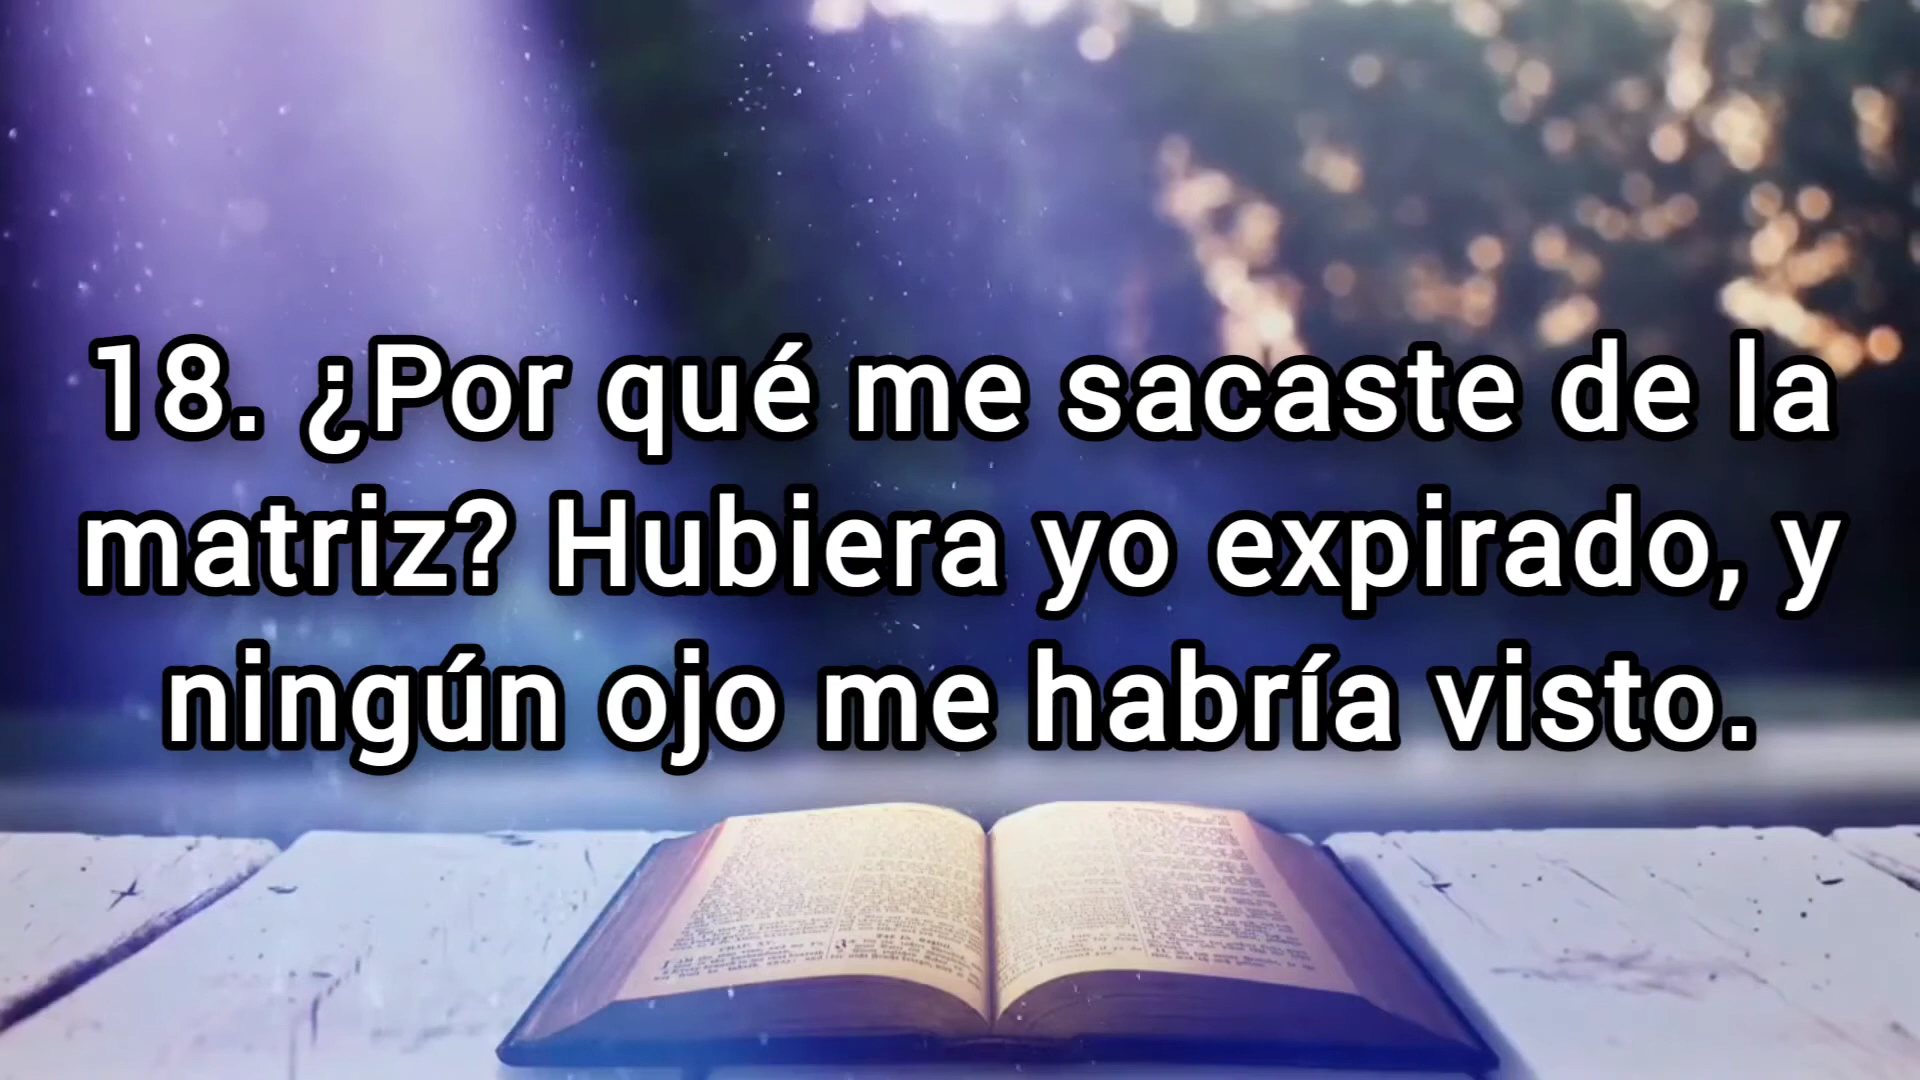 18. ¿Por qué me sacaste de la
matriz? Hubiera yo expirado, y
ningún ojo me habría visto.